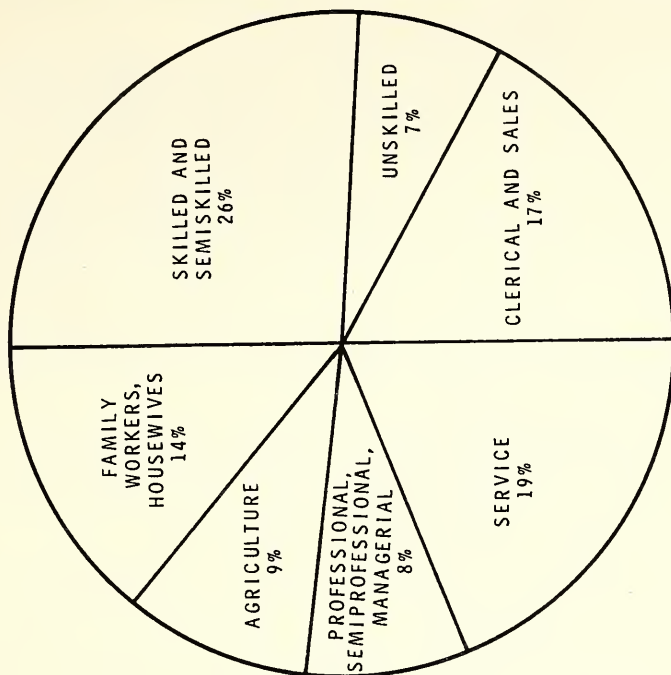 SKILLED AND
SEMISKILLED
26%
UNSKILLED
7%
CLERICAL AND SALES
17%
SERVICE
19%
PROFESSIONAL,
SEMIPROFESSIONAL,
MANAGERIAL
8%
AGRICULTURE
9%
FAMILY
WORKERS,
HOUSEWIVES
14%